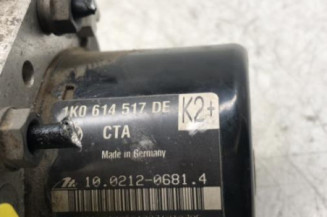 1K0 614 517 DE K2+
CTA
Made in Germany
10.0212-0681.4